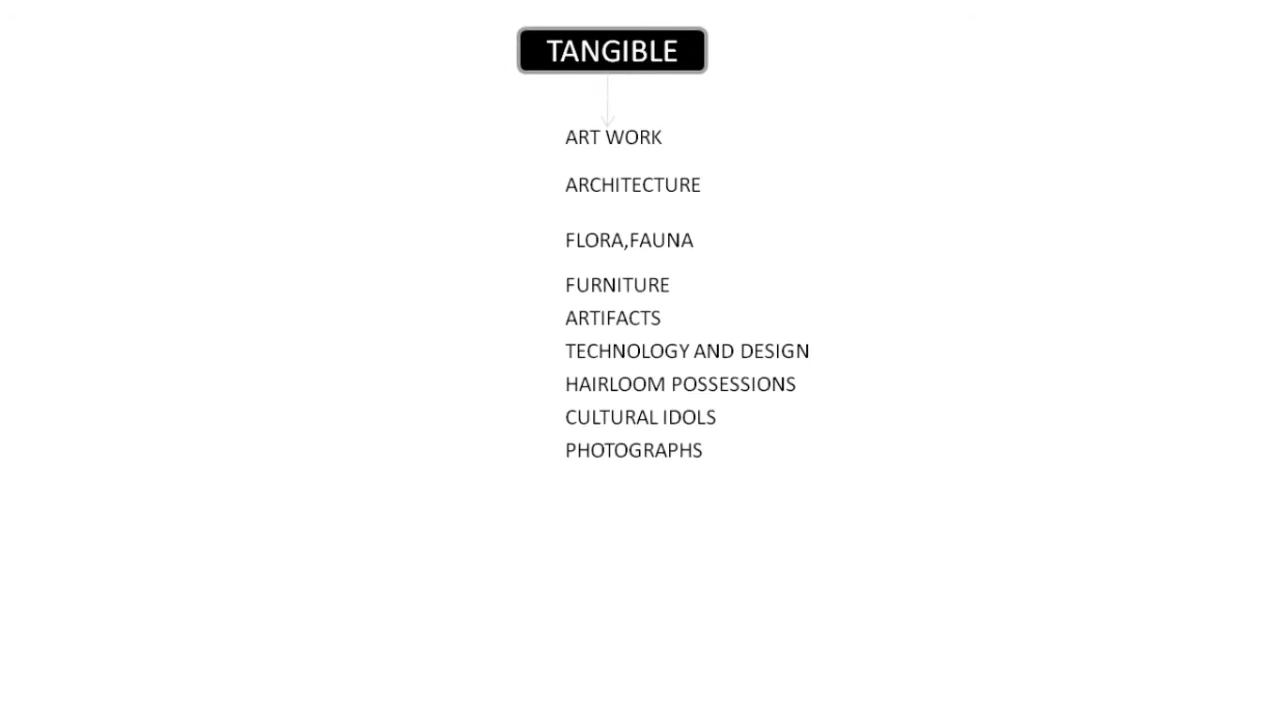 TANGIBLE
ART WORK
ARCHITECTURE
FLORA,FAUNA
FURNITURE
ARTIFACTS
TECHNOLOGY AND DESIGN
HAIRLOOM POSSESSIONS
CULTURAL IDOLS
PHOTOGRAPHS